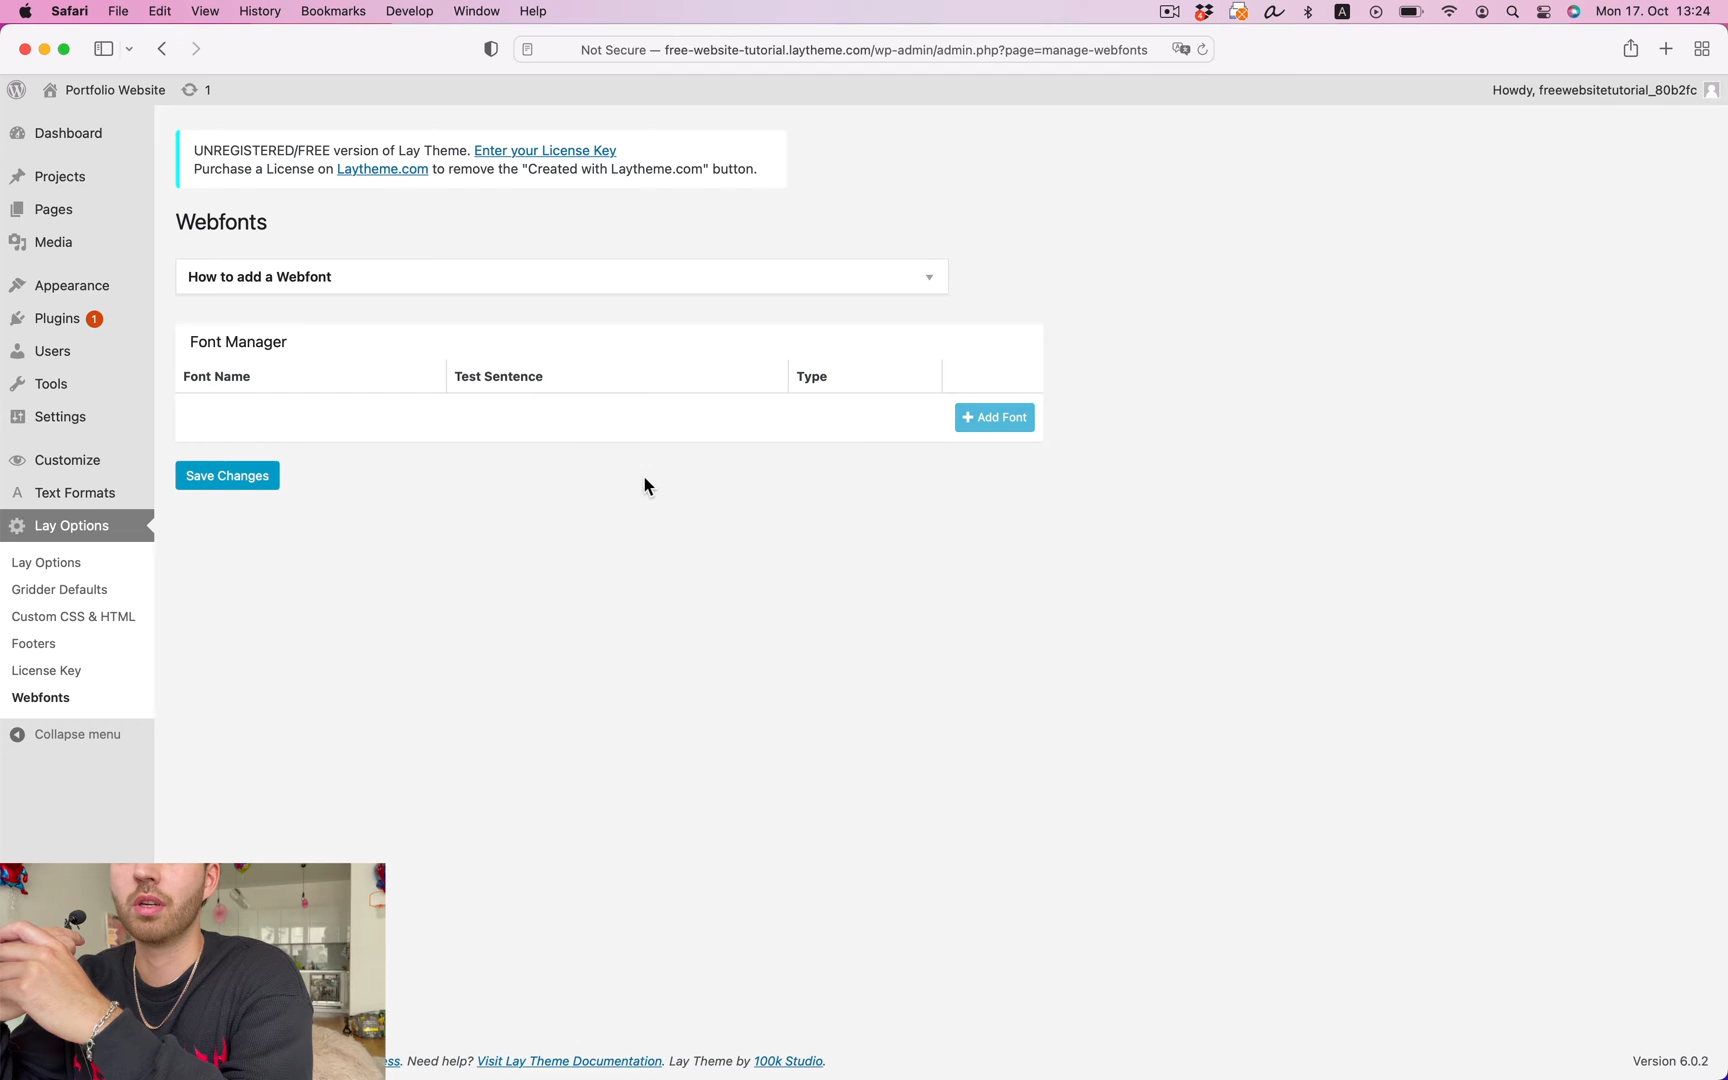 Safari File Edit View History Bookmarks Develop Window Help
4 A Mon 17. Oct 13:24
Not Secure — free-website-tutorial.laytheme.com/wp-admin/admin.php?page=manage-webfonts
Portfolio Website 1
Howdy, freewebsitetutorial_80b2fc
Dashboard
Projects
Pages
Media
Appearance
Plugins 1
Users
Tools
Settings
Customize
A Text Formats
Lay Options
Lay Options
Gridder Defaults
Custom CSS & HTML
Footers
License Key
Webfonts
Collapse menu
UNREGISTERED/FREE version of Lay Theme. Enter your License Key
Purchase a License on Laytheme.com to remove the "Created with Laytheme.com" button.
Webfonts
How to add a Webfont
Font Manager
Font Name Test Sentence Type
+ Add Font
Save Changes
ss. Need help? Visit Lay Theme Documentation. Lay Theme by 100k Studio.
Version 6.0.2